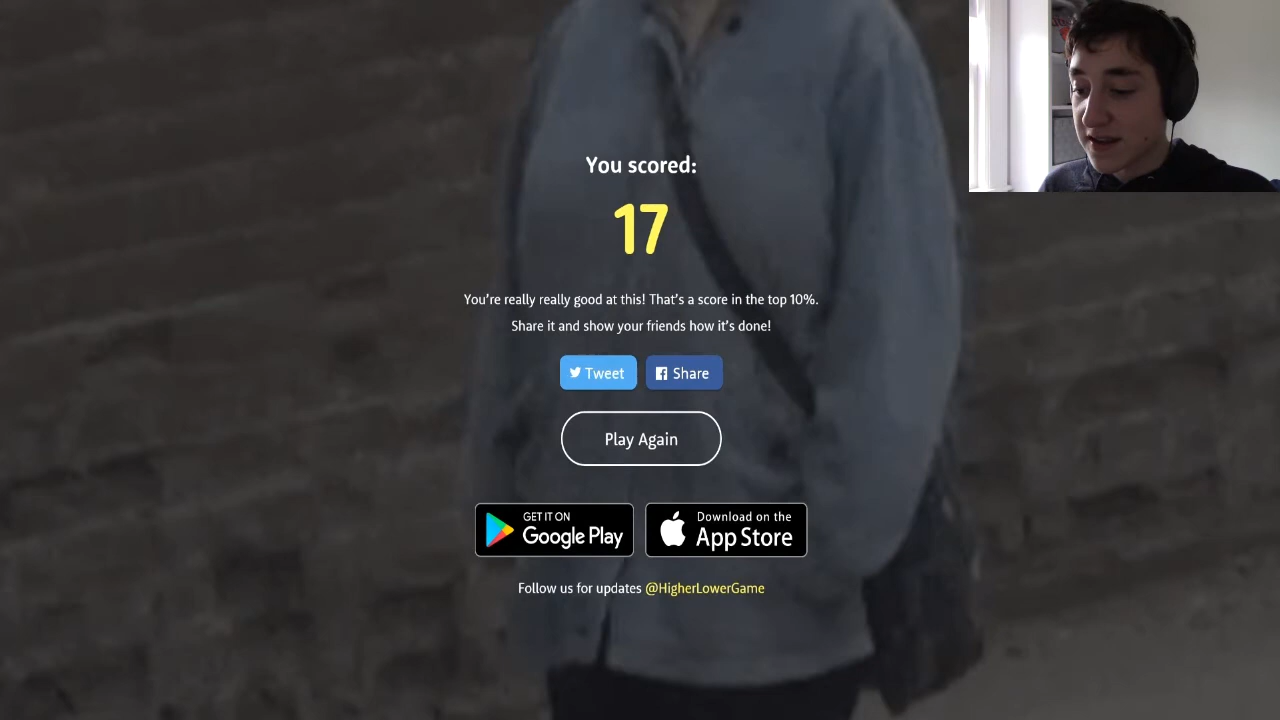 You scored:
17
You're really really good at this! That's a score in the top 10%.
Share it and show your friends how it's done!
Tweet
Share
Play Again
GET IT ON
Google Play
Download on the
App Store
Follow us for updates @HigherLowerGame